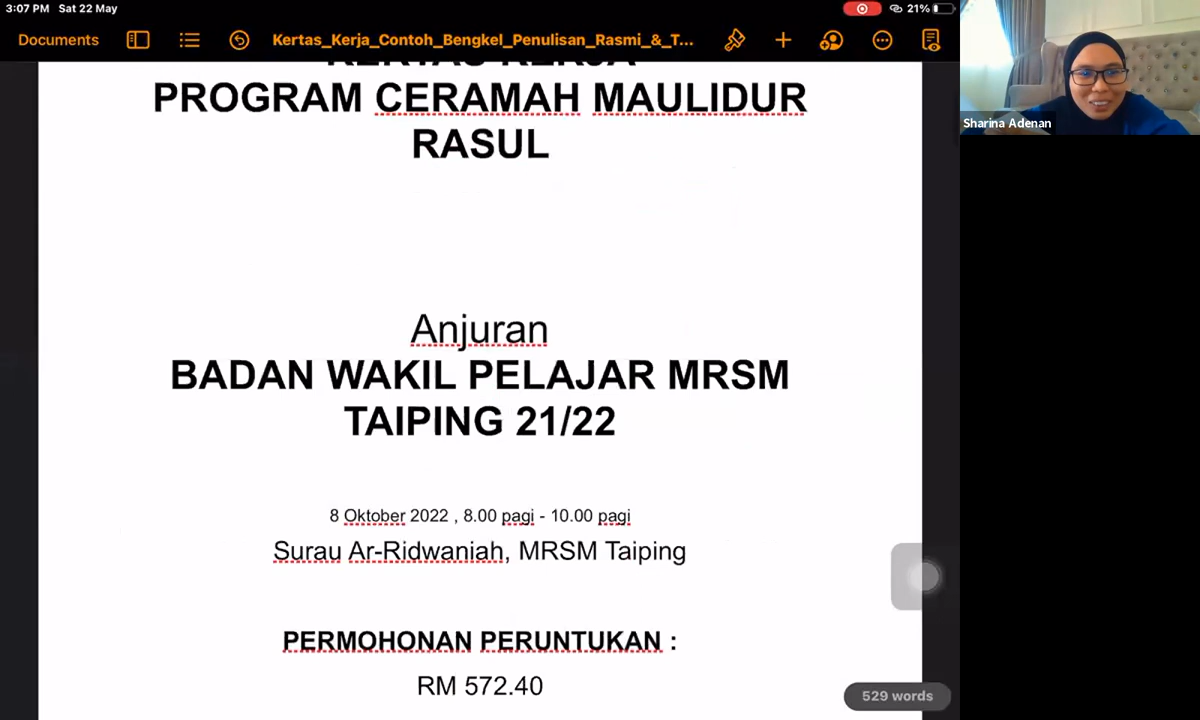 3:07 PM Sat 22 May
21%
Documents
Kertas_Kerja_Contoh_Bengkel_Penulisan_Rasmi_&_T...
KERTAS KERJA
PROGRAM CERAMAH MAULIDUR
RASUL
Anjuran
BADAN WAKIL PELAJAR MRSM
TAIPING 21/22
8 Oktober 2022 , 8.00 pagi - 10.00 pagi
Surau Ar-Ridwaniah, MRSM Taiping
PERMOHONAN PERUNTUKAN :
RM 572.40
529 words
Sharina Adenan